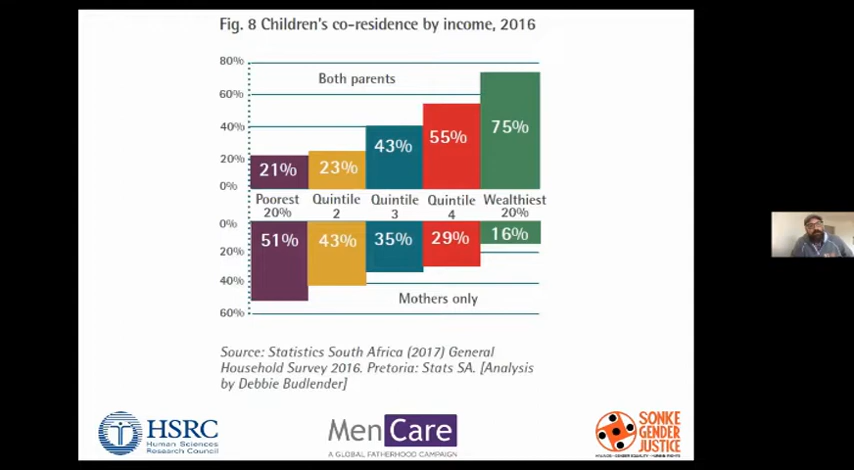 Fig. 8 Children's co-residence by income, 2016
80%
Both parents
60%
40%
20%
0%
21%
23%
43%
55%
75%
Poorest 20%
Quintile 2
Quintile 3
Quintile 4
Wealthiest 20%
0%
20%
40%
60%
51%
43%
35%
29%
16%
Mothers only
Source: Statistics South Africa (2017) General
Household Survey 2016. Pretoria: Stats SA. [Analysis
by Debbie Budlender]
HSRC
Human Sciences
Research Council
MenCare
A GLOBAL FATHERHOOD CAMPAIGN
SONKE
GENDER
JUSTICE